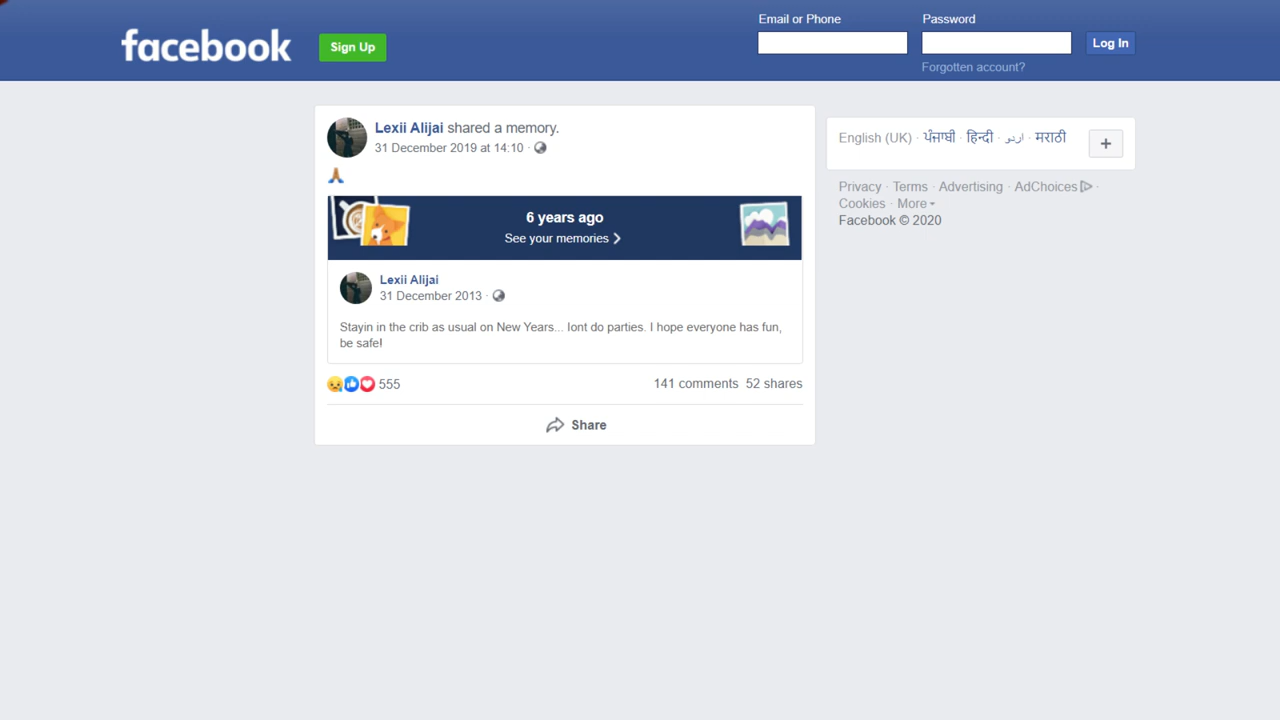 facebook
Sign Up
Email or Phone
Password
Log In
Forgotten account?
Lexii Alijai shared a memory.
31 December 2019 at 14:10 ·
6 years ago
See your memories
Lexii Alijai
31 December 2013 ·
Stayin in the crib as usual on New Years... Iont do parties. I hope everyone has fun,
be safe!
555
141 comments 52 shares
Share
English (UK) · ਪੰਜਾਬੀ · हिन्दी · اردو · मराठी
+
Privacy · Terms · Advertising · AdChoices ·
Cookies · More
Facebook © 2020